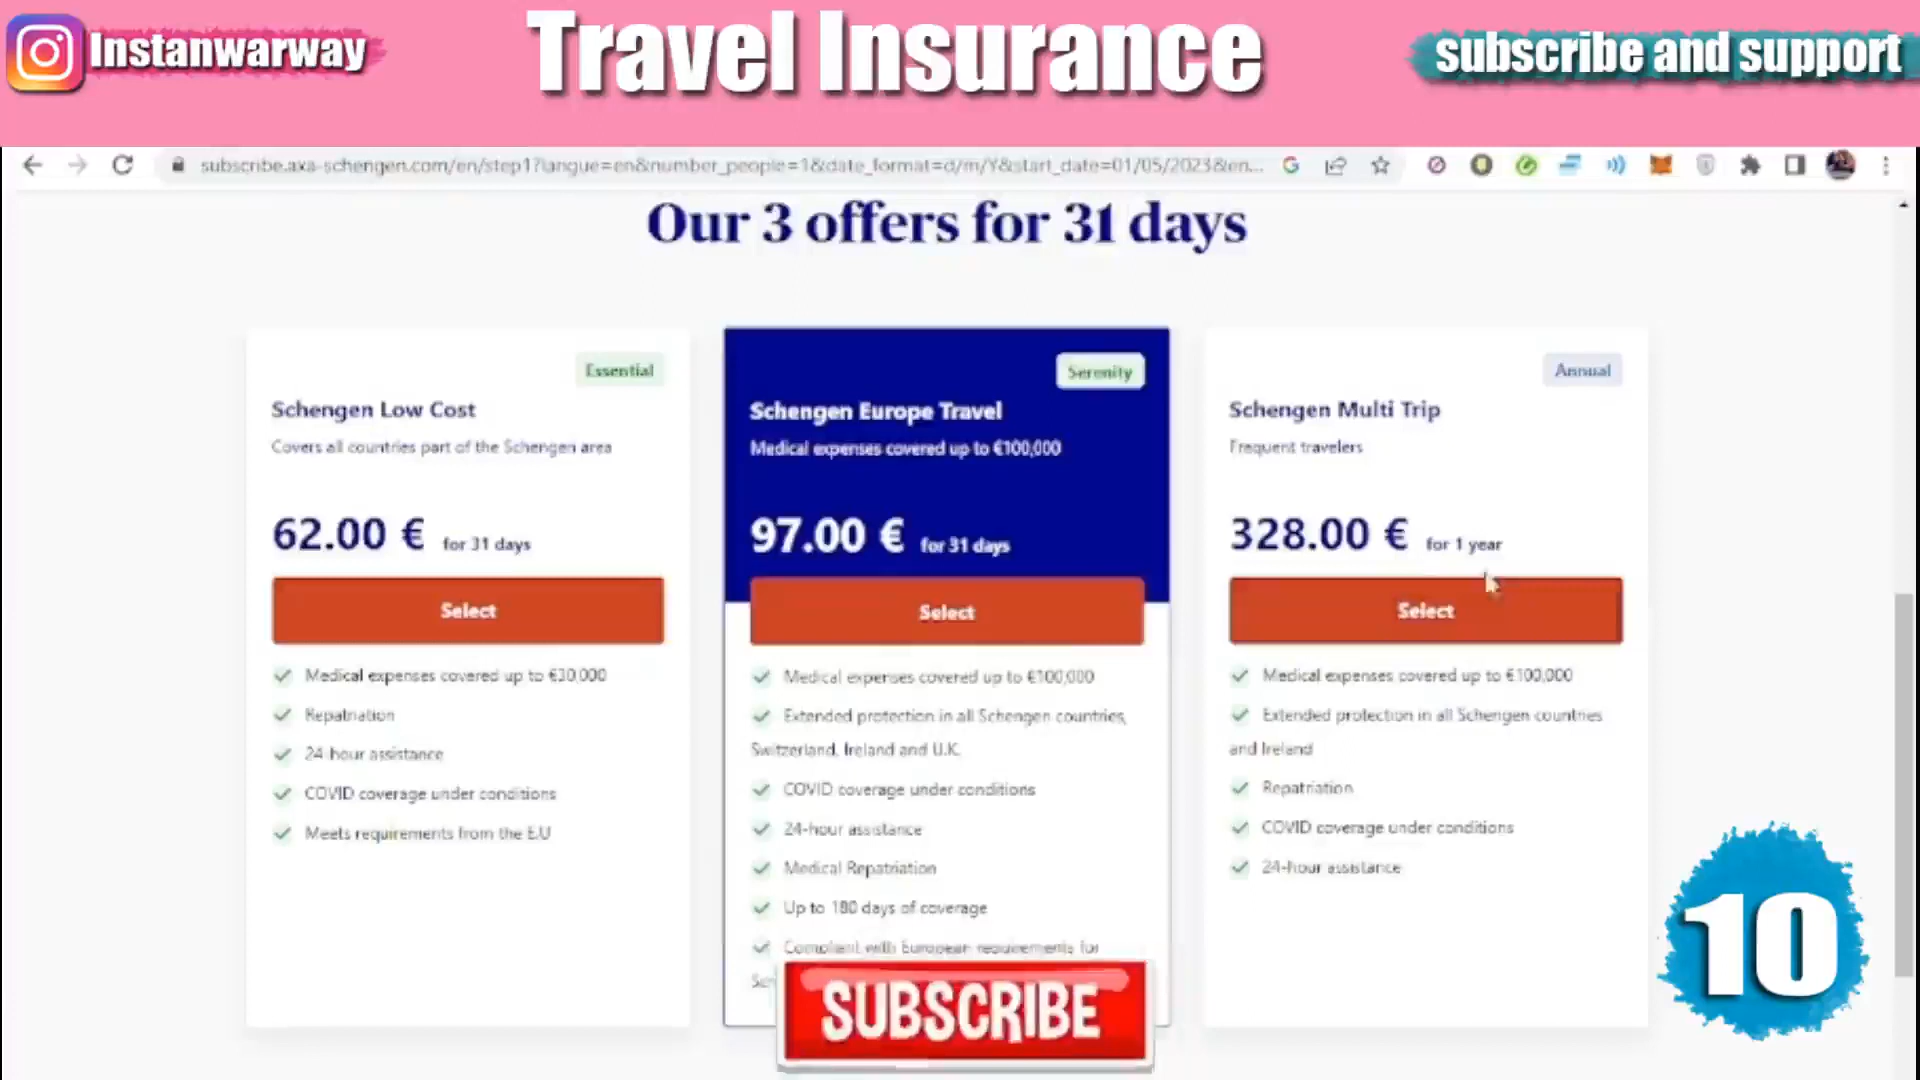 Instanwarway
Travel Insurance
subscribe and support
subscribe.axa-schengen.com/en/step1?langue=en&number_people=1&date_format=d/m/Y&start_date=01/05/2023&en...
Our 3 offers for 31 days
Essential
Schengen Low Cost
Covers all countries part of the Schengen area
62.00 € for 31 days
Select
Medical expenses covered up to €30,000
Repatriation
24-hour assistance
COVID coverage under conditions
Meets requirements from the E.U
Serenity
Schengen Europe Travel
Medical expenses covered up to €100,000
97.00 € for 31 days
Select
Medical expenses covered up to €100,000
Extended protection in all Schengen countries,
Switzerland, Ireland and U.K.
COVID coverage under conditions
24-hour assistance
Medical Repatriation
Up to 180 days of coverage
Compliant with European requirements for
Annual
Schengen Multi Trip
Frequent travelers
328.00 € for 1 year
Select
Medical expenses covered up to €100,000
Extended protection in all Schengen countries
and Ireland
Repatriation
COVID coverage under conditions
24-hour assistance
SUBSCRIBE
10